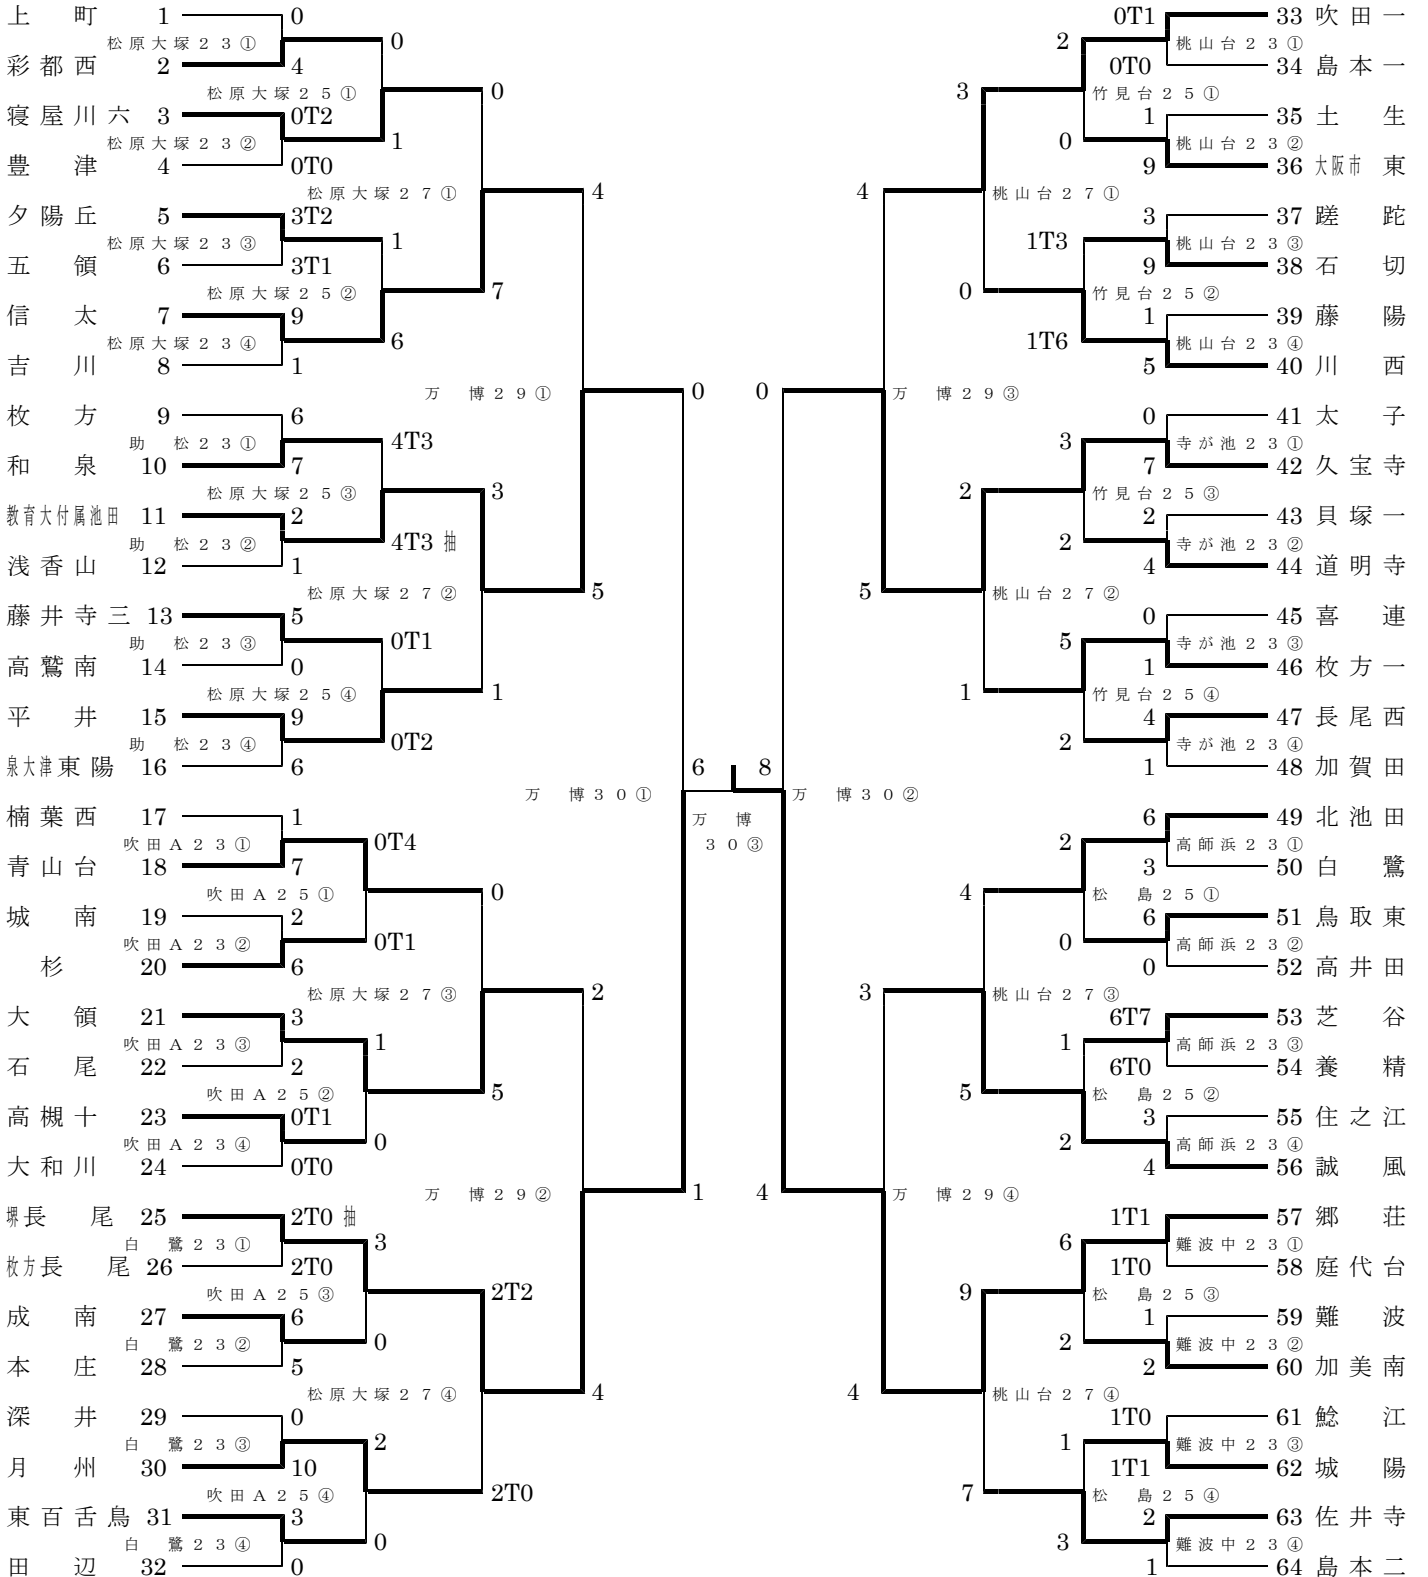 上町 1 0
松原大塚23①
彩都西 2 4
0
松原大塚25①
寝屋川六 3 0T2
松原大塚23②
豊津 4 0T0
1
0
松原大塚27①
夕陽丘 5 3T2
松原大塚23③
五領 6 3T1
1
松原大塚25②
信太 7 9
松原大塚23④
吉川 8 1
6
7
4
万博29①
枚方 9 6
助松23①
和泉 10 7
4T3
松原大塚25③
教育大付属池田 11 2
助松23②
浅香山 12 1
4T3 抽
3
松原大塚27②
藤井寺三 13 5
助松23③
高鷲南 14 0
0T1
松原大塚25④
平井 15 9
助松23④
泉大津東陽 16 6
0T2
1
5
0
万博30①
楠葉西 17 1
吹田A23①
青山台 18 7
0T4
吹田A25①
城南 19 2
吹田A23②
杉 20 6
0T1
0
松原大塚27③
大領 21 3
吹田A23③
石尾 22 2
1
吹田A25②
高槻十 23 0T1
吹田A23④
大和川 24 0T0
0
5
2
万博29②
堺長尾 25 2T0 抽
白鷺23①
枚方長尾 26 2T0
3
吹田A25③
成南 27 6
白鷺23②
本庄 28 5
0
2T2
松原大塚27④
深井 29 0
白鷺23③
月州 30 10
2
吹田A25④
東百舌鳥 31 3
白鷺23④
田辺 32 0
0
2T0
4
1
6 8
万博
30③
0T1 33 吹田一
桃山台23①
0T0 34 島本一
2
竹見台25①
1 35 土生
桃山台23②
9 36 大阪市東
0
3
桃山台27①
3 37 蹉跎
桃山台23③
9 38 石切
1T3
竹見台25②
1 39 藤陽
桃山台23④
5 40 川西
1T6
0
4
万博29③
0 41 太子
寺が池23①
7 42 久宝寺
3
竹見台25③
2 43 貝塚一
寺が池23②
4 44 道明寺
2
2
桃山台27②
0 45 喜連
寺が池23③
1 46 枚方一
5
竹見台25④
4 47 長尾西
寺が池23④
1 48 加賀田
2
1
5
0
万博30②
6 49 北池田
高師浜23①
3 50 白鷺
2
松島25①
6 51 鳥取東
高師浜23②
0 52 高井田
0
4
桃山台27③
6T7 53 芝谷
高師浜23③
6T0 54 養精
1
松島25②
3 55 住之江
高師浜23④
4 56 誠風
2
5
3
万博29④
1T1 57 郷荘
難波中23①
1T0 58 庭代台
6
松島25③
1 59 難波
難波中23②
2 60 加美南
2
9
桃山台27④
1T0 61 鯰江
難波中23③
1T1 62 城陽
1
松島25④
2 63 佐井寺
難波中23④
1 64 島本二
3
7
4
4